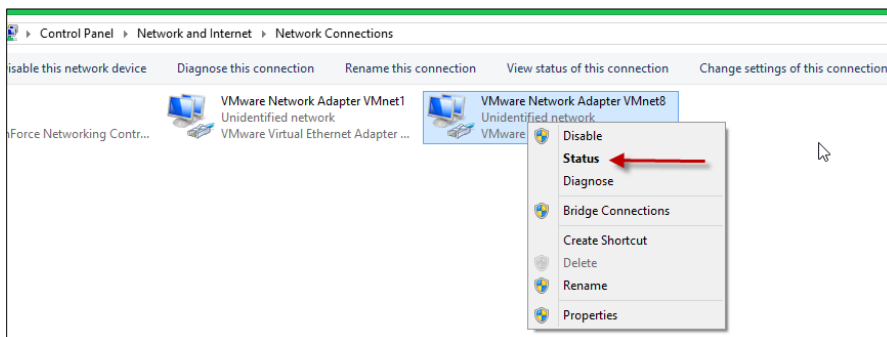 Control Panel Network and Internet Network Connections
isable this network device Diagnose this connection Rename this connection View status of this connection Change settings of this connection
VMware Network Adapter VMnet1
Unidentified network
VMware Virtual Ethernet Adapter ...
nForce Networking Contr...
VMware Network Adapter VMnet8
Unidentified network
VMware
Disable
Status
Diagnose
Bridge Connections
Create Shortcut
Delete
Rename
Properties